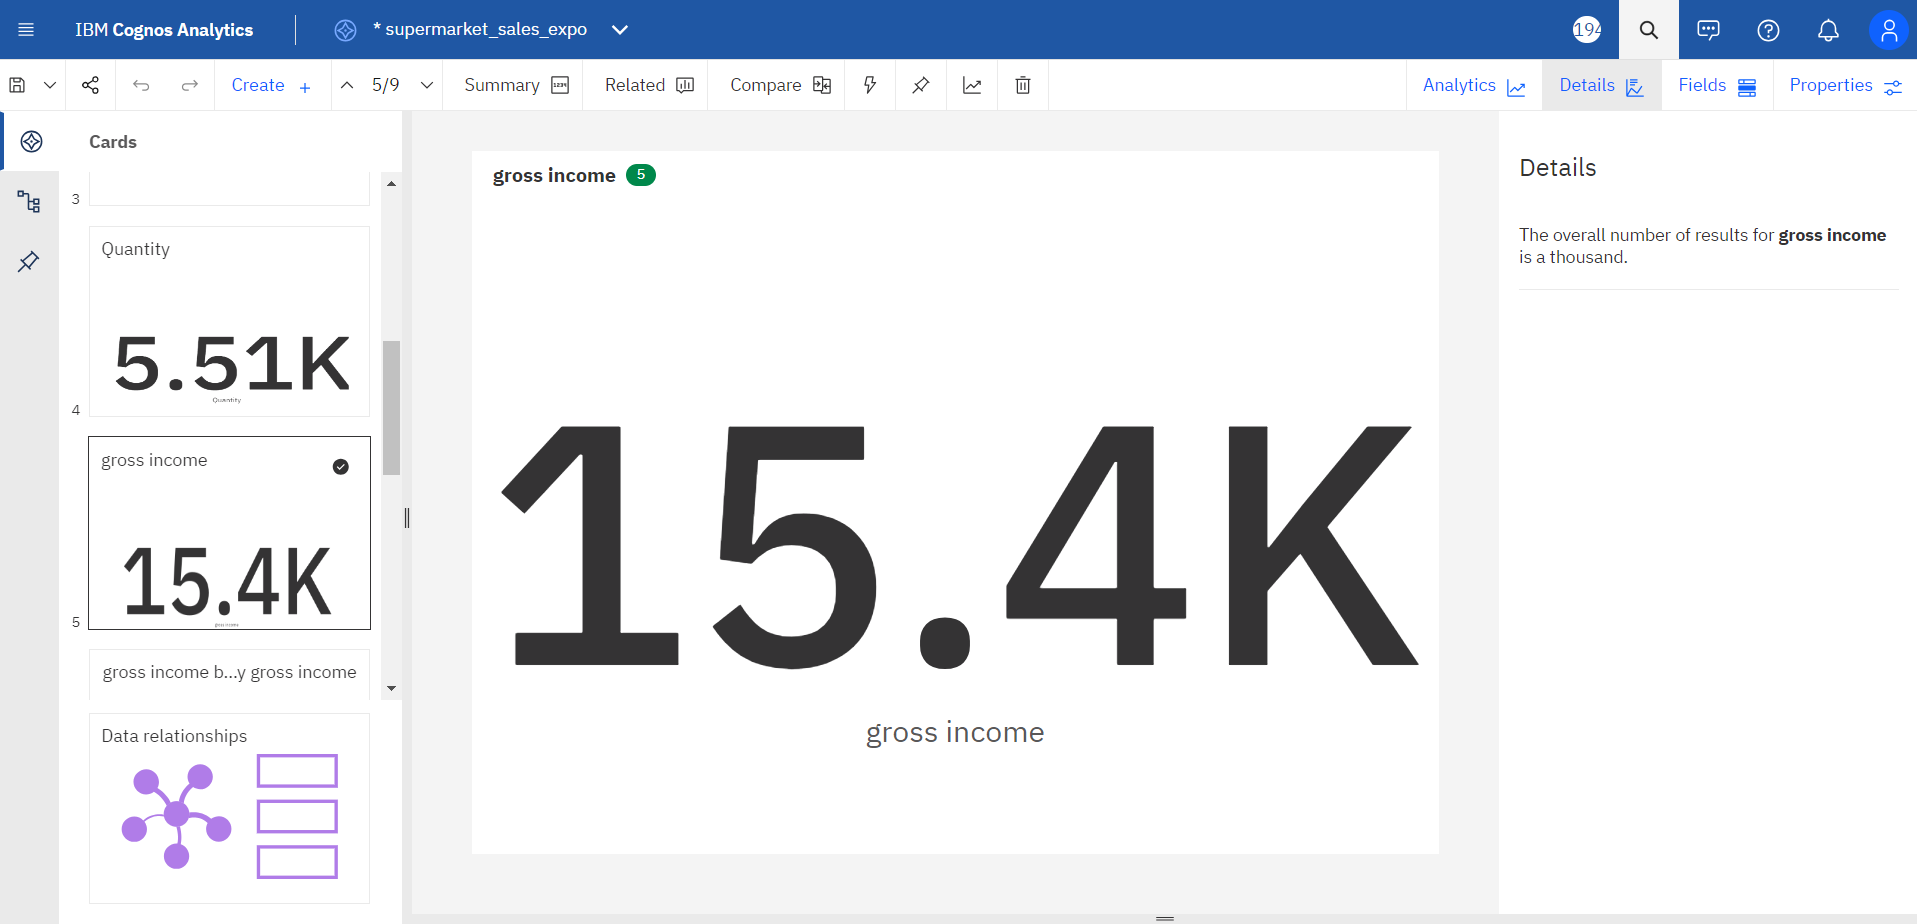 IBM Cognos Analytics
* supermarket_sales_expo
194
Create +
5/9
Summary
Related
Compare
Analytics
Details
Fields
Properties
Cards
3
Quantity
5.51K
Quantity
4
gross income
15.4K
gross income
5
gross income b...y gross income
Data relationships
gross income 5
15.4K
gross income
Details
The overall number of results for gross income
is a thousand.